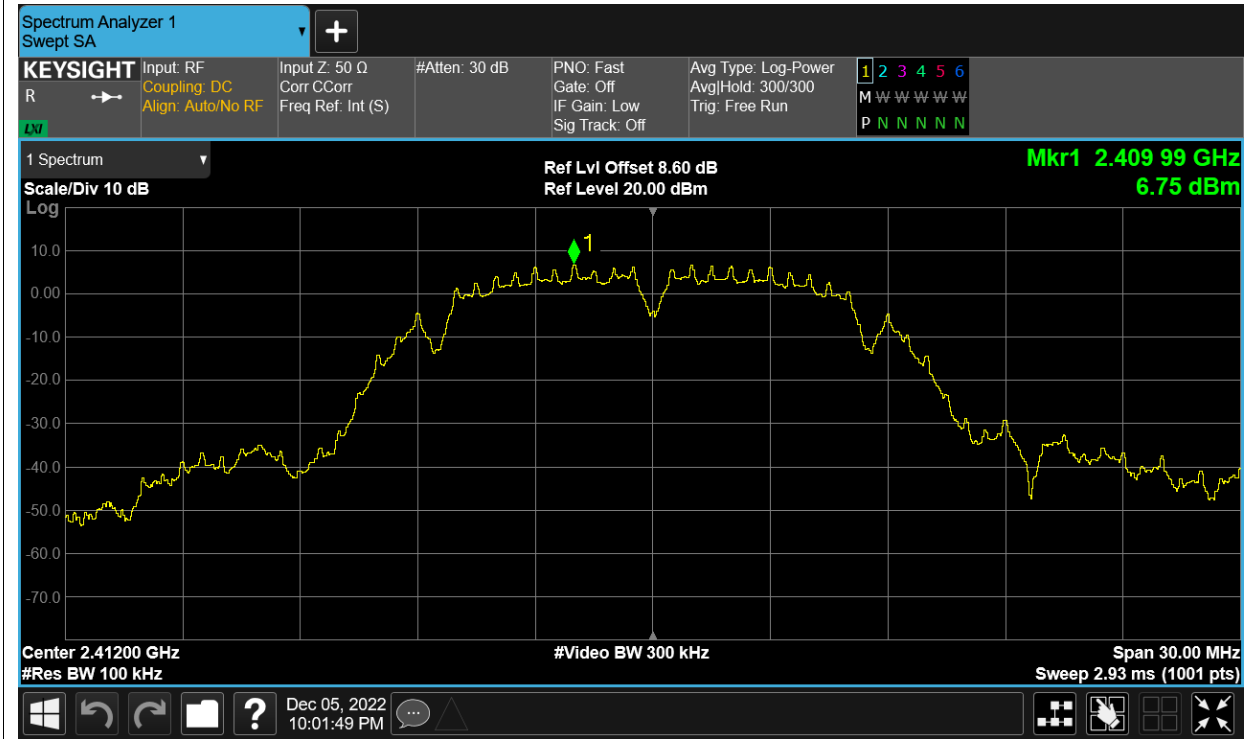 Spectrum Analyzer 1
Swept SA
+
KEYSIGHT
R
LXI
Input: RF
Coupling: DC
Align: Auto/No RF
Input Z: 50 Ω
Corr CCorr
Freq Ref: Int (S)
#Atten: 30 dB
PNO: Fast
Gate: Off
IF Gain: Low
Sig Track: Off
Avg Type: Log-Power
Avg|Hold: 300/300
Trig: Free Run
1 2 3 4 5 6
M W W W W W
P N N N N N
1 Spectrum
Scale/Div 10 dB
Log
Ref Lvl Offset 8.60 dB
Ref Level 20.00 dBm
Mkr1 2.409 99 GHz
6.75 dBm
1
10.0
0.00
-10.0
-20.0
-30.0
-40.0
-50.0
-60.0
-70.0
Center 2.41200 GHz
#Res BW 100 kHz
#Video BW 300 kHz
Span 30.00 MHz
Sweep 2.93 ms (1001 pts)
?
Dec 05, 2022
10:01:49 PM